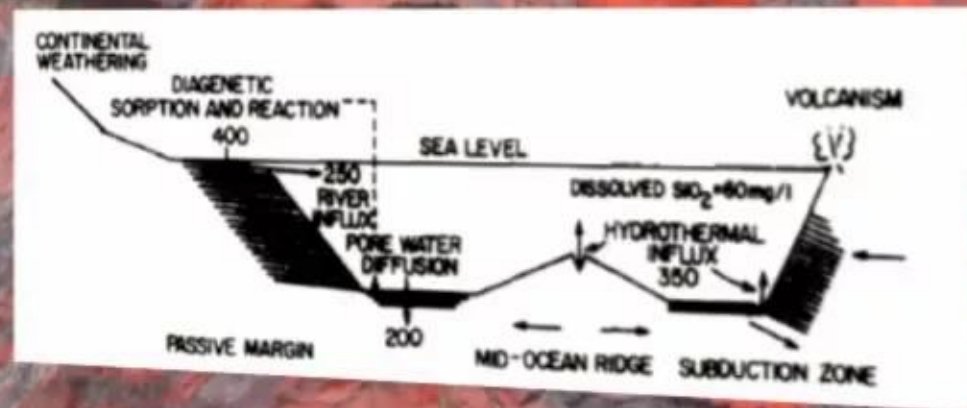 CONTINENTAL
WEATHERING
DIAGENETIC
SORPTION AND REACTION
400
VOLCANISM
SEA LEVEL
250
RIVER
INFLUX
DISSOLVED SiO₂=60mg/l
PORE WATER
DIFFUSION
HYDROTHERMAL
INFLUX
350
200
PASSIVE MARGIN
MID-OCEAN RIDGE
SUBDUCTION ZONE